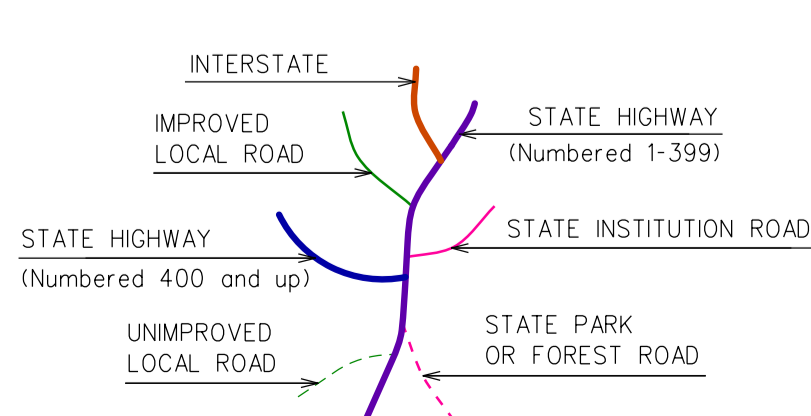 INTERSTATE
STATE HIGHWAY
(Numbered 1-399)
IMPROVED
LOCAL ROAD
STATE INSTITUTION ROAD
STATE HIGHWAY
(Numbered 400 and up)
STATE PARK
OR FOREST ROAD
UNIMPROVED
LOCAL ROAD